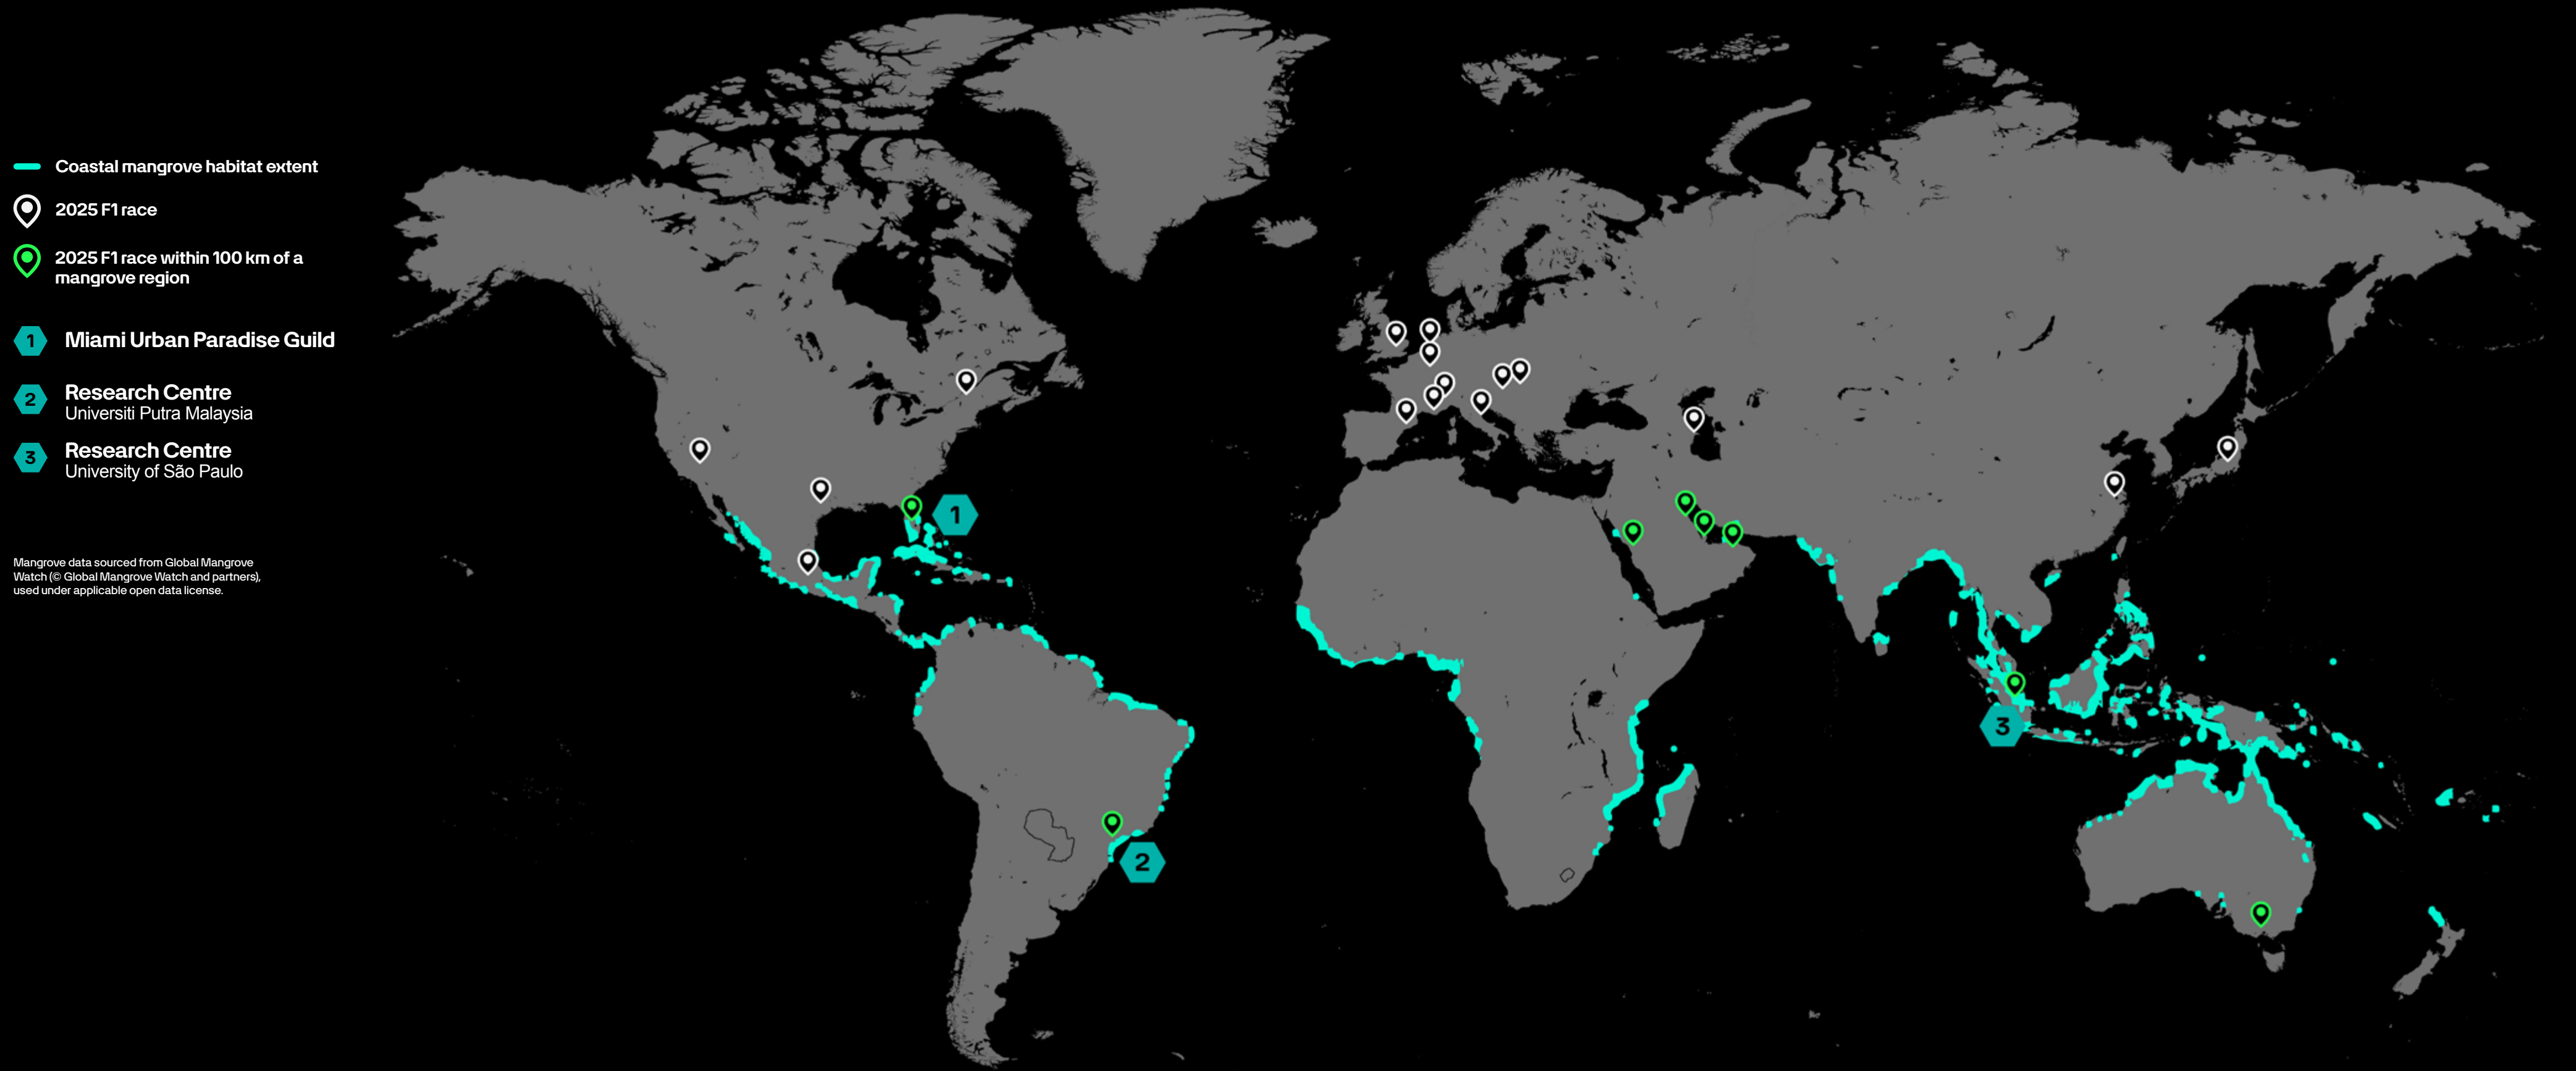 Coastal mangrove habitat extent
2025 F1 race
2025 F1 race within 100 km of a
mangrove region
1 Miami Urban Paradise Guild
2 Research Centre
Universiti Putra Malaysia
3 Research Centre
University of São Paulo
Mangrove data sourced from Global Mangrove
Watch (© Global Mangrove Watch and partners),
used under applicable open data license.
1
3
2